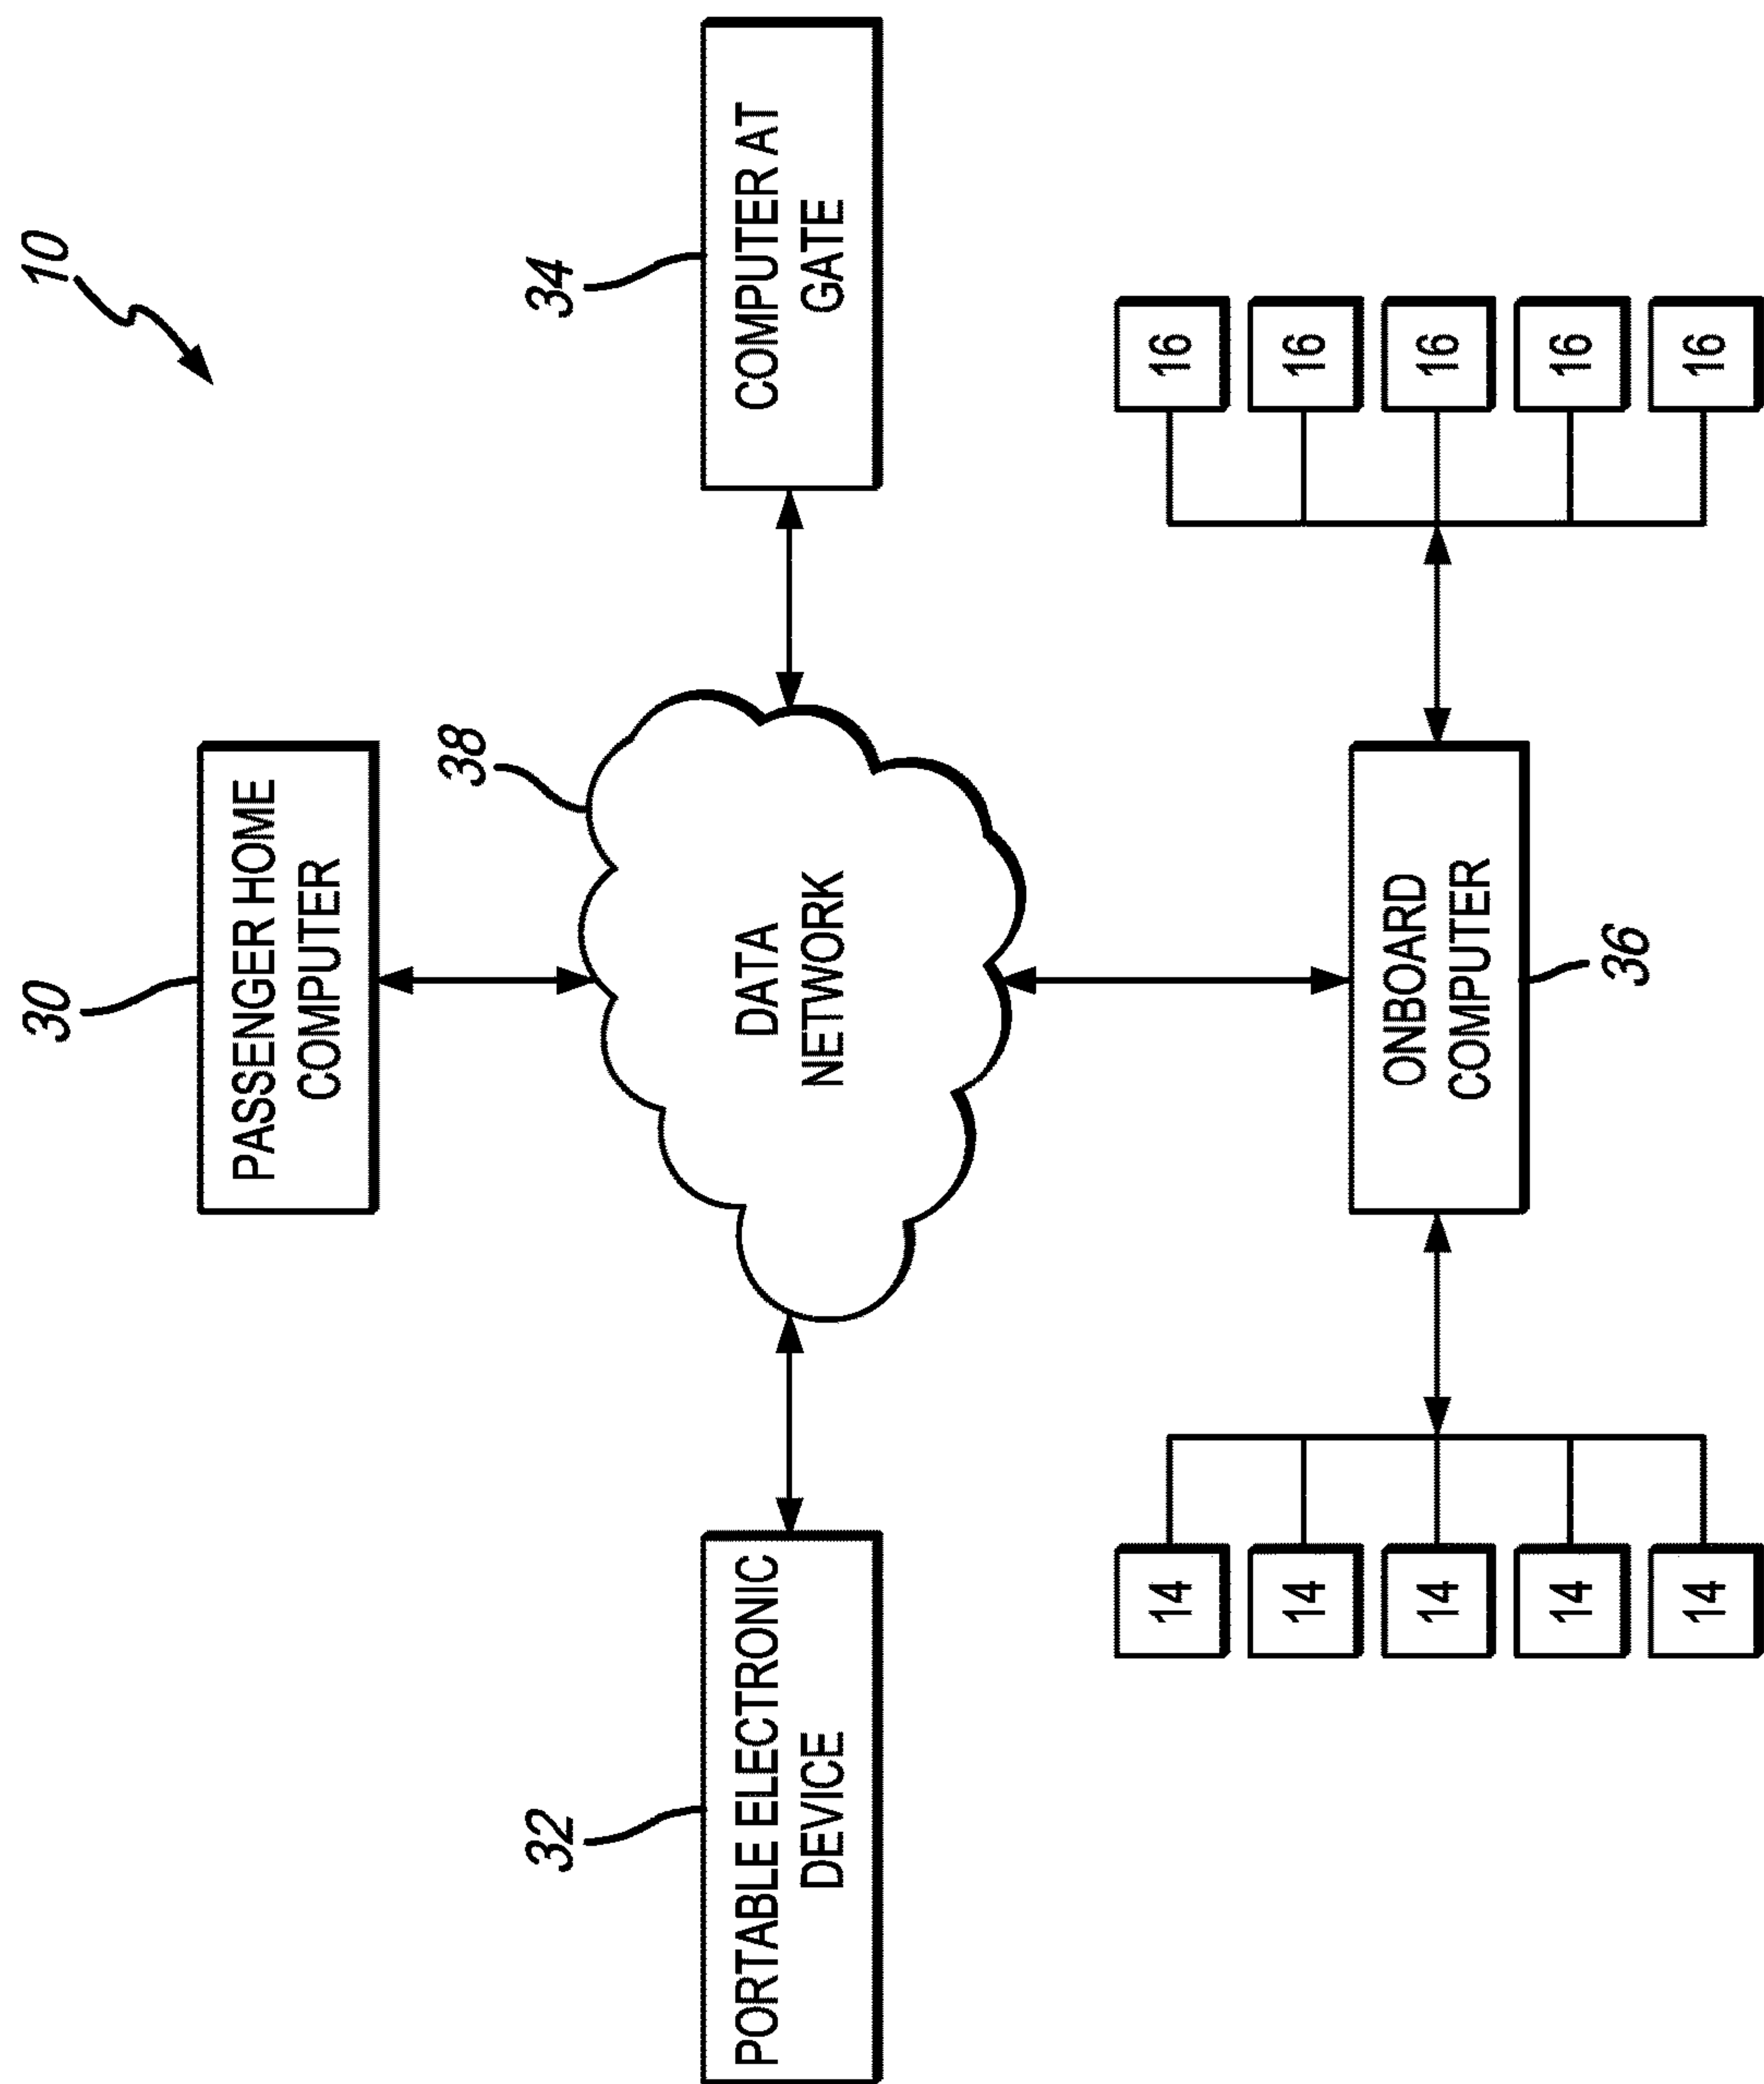 10
30
PASSENGER HOME
COMPUTER
38
32
34
PORTABLE ELECTRONIC
DEVICE
DATA
NETWORK
COMPUTER AT
GATE
14
16
14
16
14
ONBOARD
COMPUTER
16
14
16
14
16
36